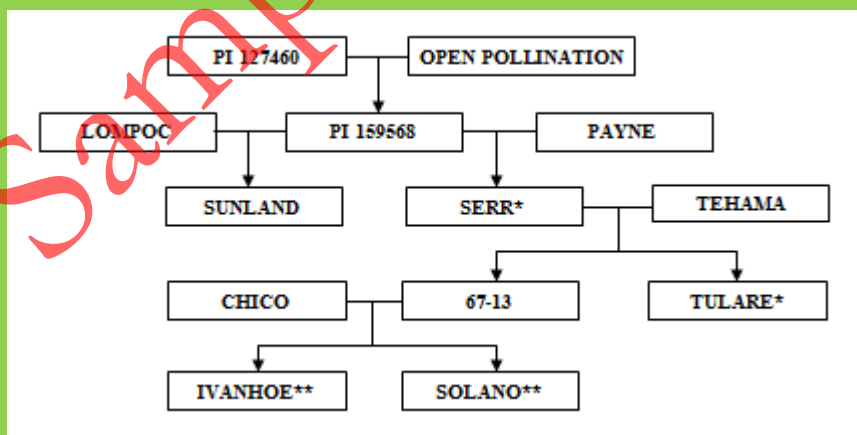 PI 127460
OPEN POLLINATION
LOMPOC
PI 159568
PAYNE
SUNLAND
SERR*
TEHAMA
CHICO
67-13
TULARE*
IVANHOE**
SOLANO**